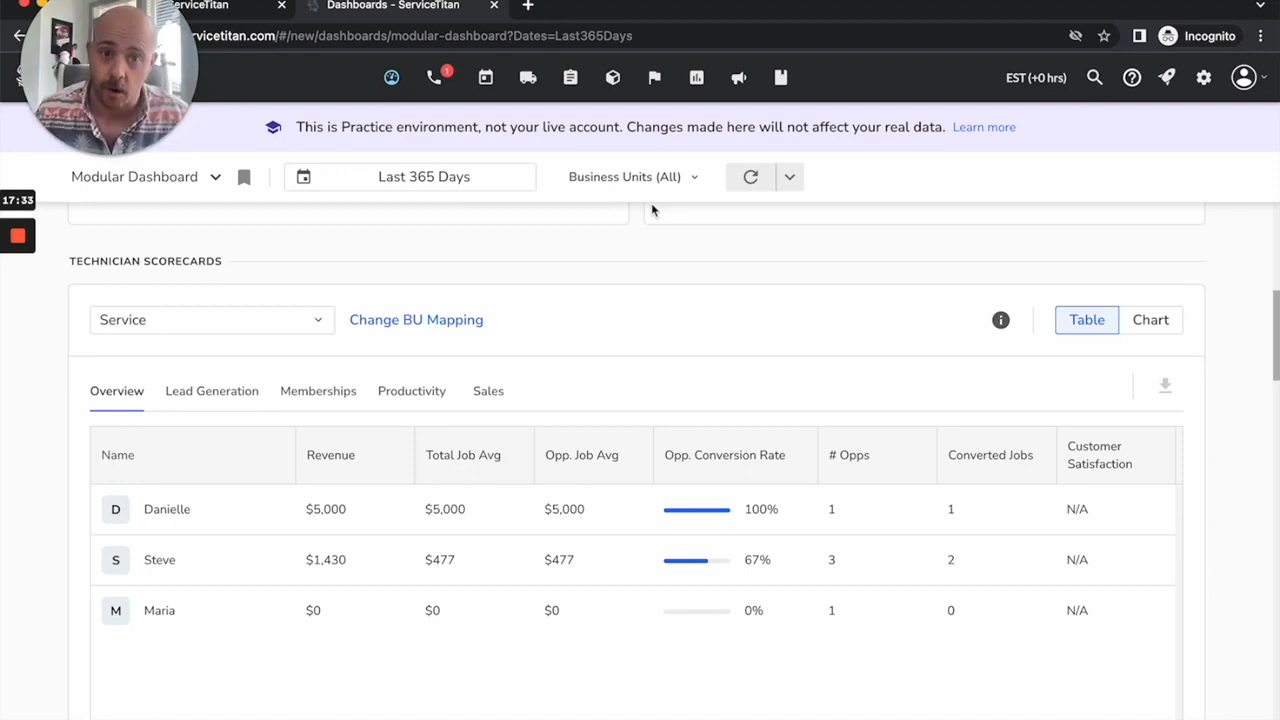 erviceTitan
Dashboards - ServiceTitan
ervicetitan.com/#/new/dashboards/modular-dashboard?Dates=Last365Days
Incognito
1
EST (+0 hrs)
This is Practice environment, not your live account. Changes made here will not affect your real data. Learn more
Modular Dashboard
Last 365 Days
Business Units (All)
17:33
TECHNICIAN SCORECARDS
Service
Change BU Mapping
Table
Chart
Overview
Lead Generation
Memberships
Productivity
Sales
Name Revenue Total Job Avg Opp. Job Avg Opp. Conversion Rate # Opps Converted Jobs Customer Satisfaction
D Danielle $5,000 $5,000 $5,000 100% 1 1 N/A
S Steve $1,430 $477 $477 67% 3 2 N/A
M Maria $0 $0 $0 0% 1 0 N/A